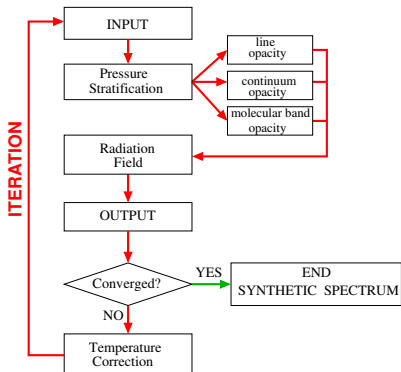 INPUT
Pressure
Stratification
line
opacity
continuum
opacity
molecular band
opacity
Radiation
Field
OUTPUT
Converged?
YES
END
SYNTHETIC SPECTRUM
NO
Temperature
Correction
ITERATION